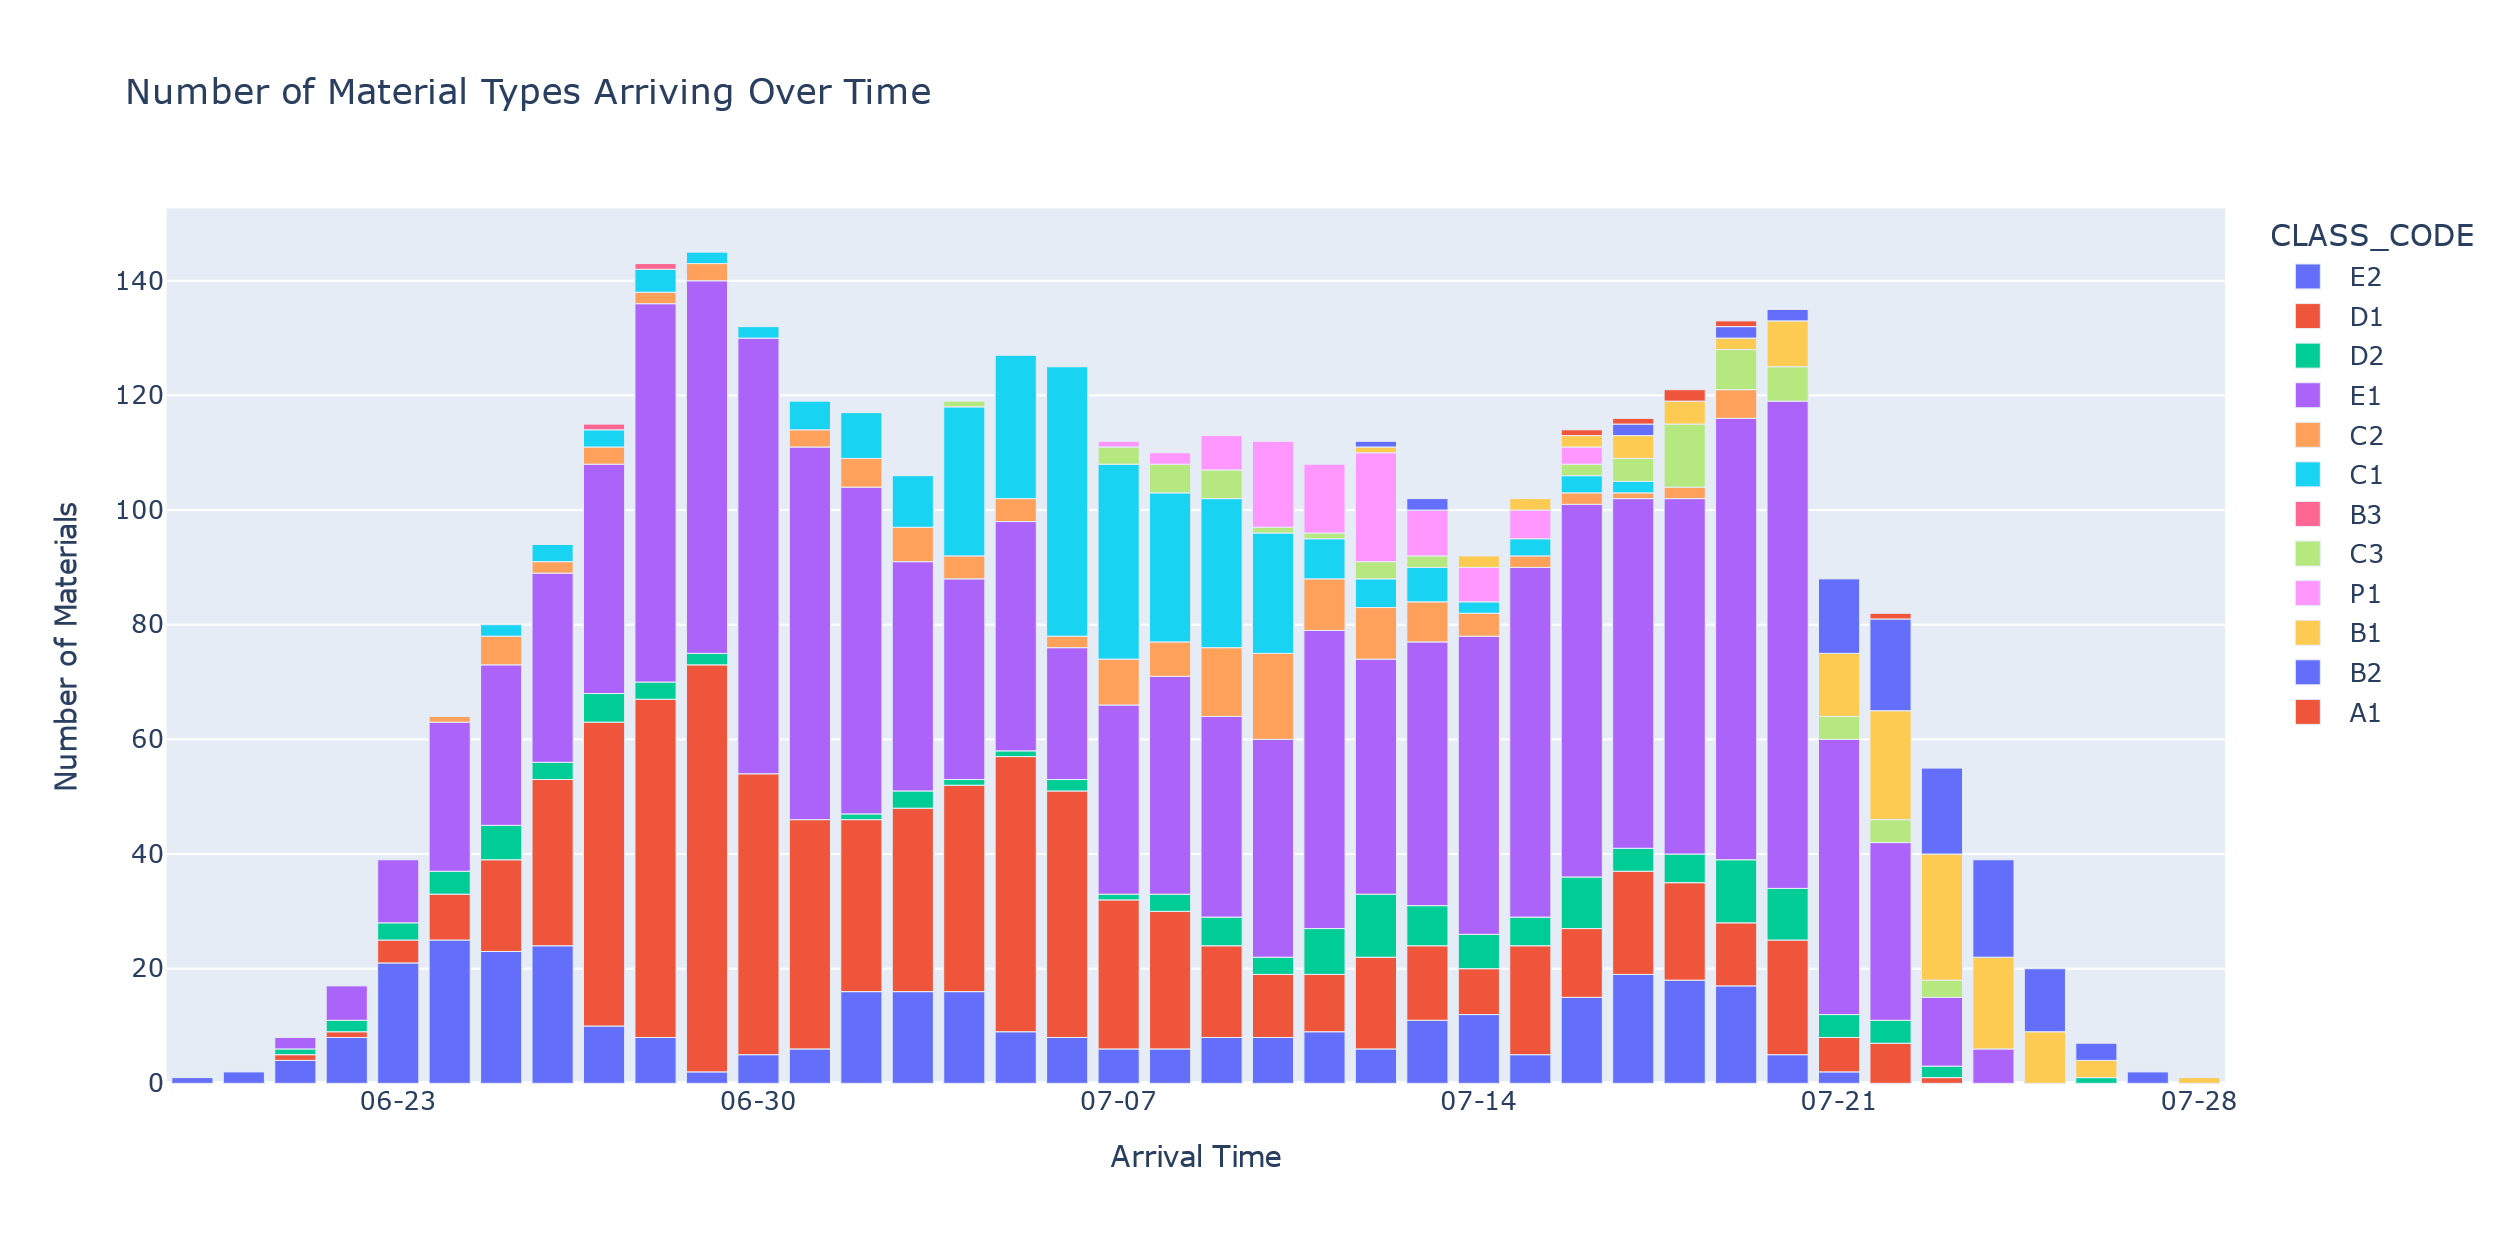 Number of Material Types Arriving Over Time
CLASS_CODE
E2
D1
D2
E1
C2
C1
B3
C3
P1
B1
B2
A1
Number of Materials
140
120
100
80
60
40
20
0
06-23
06-30
07-07
07-14
07-21
07-28
Arrival Time